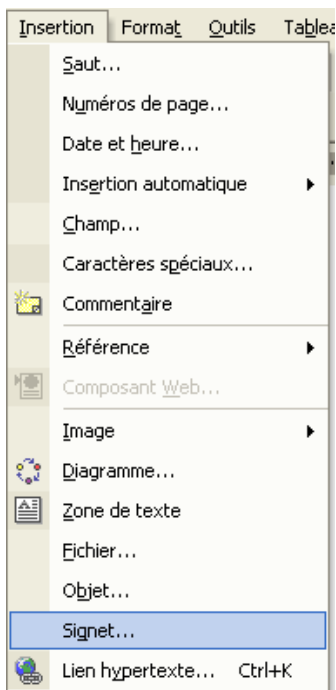 Insertion Format Outils Tablea
Saut...
Numéros de page...
Date et heure...
Insertion automatique
Champ...
Caractères spéciaux...
Commentaire
Référence
Composant Web...
Image
Diagramme...
Zone de texte
Fichier...
Objet...
Signet...
Lien hypertexte... Ctrl+K